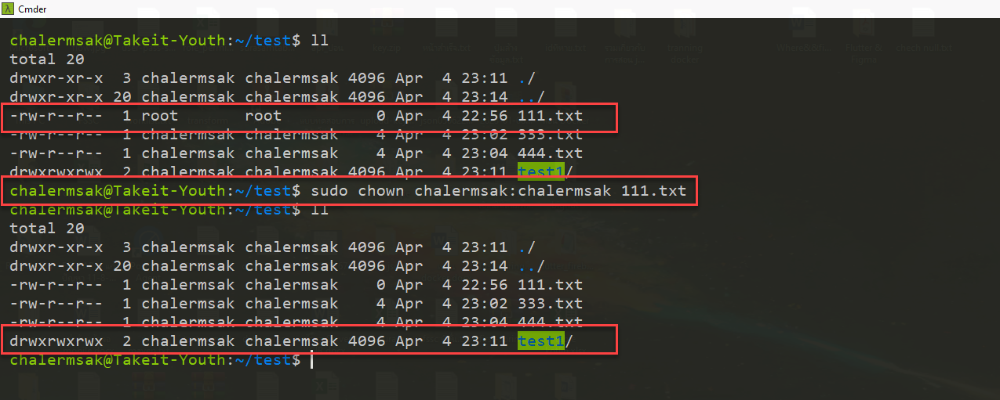 Cmder
chalermsak@Takeit-Youth:~/test$ ll
total 20
drwxr-xr-x  3 chalermsak chalermsak 4096 Apr  4 23:11 ./
drwxr-xr-x 20 chalermsak chalermsak 4096 Apr  4 23:14 ../
-rw-r--r--  1 root       root          0 Apr  4 22:56 111.txt
-rw-r--r--  1 chalermsak chalermsak    4 Apr  4 23:02 333.txt
-rw-r--r--  1 chalermsak chalermsak    4 Apr  4 23:04 444.txt
drwxrwxrwx  2 chalermsak chalermsak 4096 Apr  4 23:11 test1/
chalermsak@Takeit-Youth:~/test$ sudo chown chalermsak:chalermsak 111.txt
chalermsak@Takeit-Youth:~/test$ ll
total 20
drwxr-xr-x  3 chalermsak chalermsak 4096 Apr  4 23:11 ./
drwxr-xr-x 20 chalermsak chalermsak 4096 Apr  4 23:14 ../
-rw-r--r--  1 chalermsak chalermsak    0 Apr  4 22:56 111.txt
-rw-r--r--  1 chalermsak chalermsak    4 Apr  4 23:02 333.txt
-rw-r--r--  1 chalermsak chalermsak    4 Apr  4 23:04 444.txt
drwxrwxrwx  2 chalermsak chalermsak 4096 Apr  4 23:11 test1/
chalermsak@Takeit-Youth:~/test$